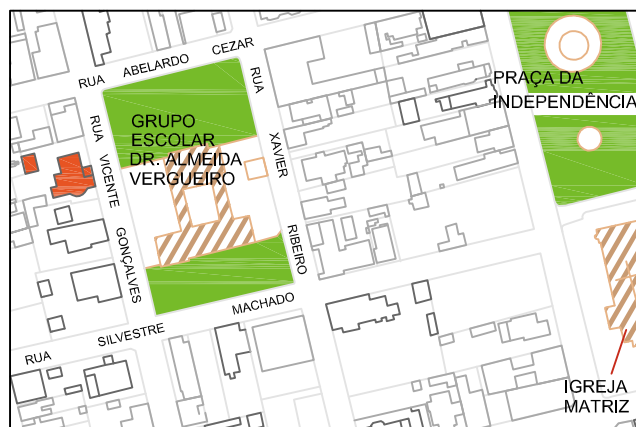 RUA ABELARDO CEZAR
RUA XAVIER RIBEIRO
PRAÇA DA
INDEPENDÊNCIA
GRUPO
ESCOLAR
DR. ALMEIDA
VERGUEIRO
RUA VICENTE GONÇALVES
RUA SILVESTRE MACHADO
IGREJA
MATRIZ